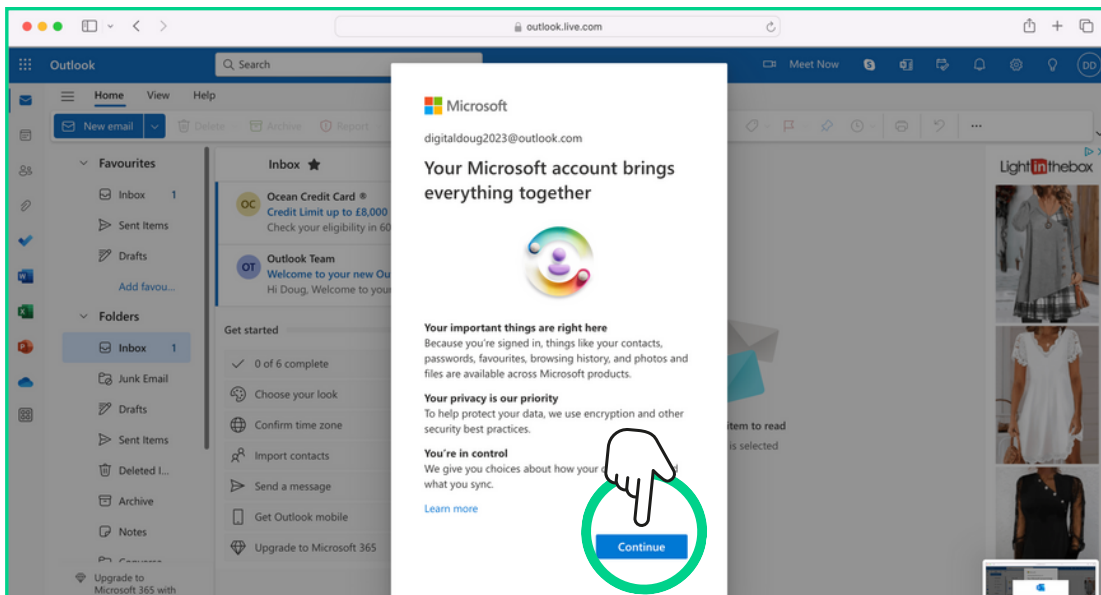 outlook.live.com
Outlook
Search
Meet Now
DD
Home View Help
New email
Delete
Archive
Report
Favourites
Inbox 1
Sent Items
Drafts
Add favou...
Folders
Inbox 1
Junk Email
Drafts
Sent Items
Deleted I...
Archive
Notes
Upgrade to
Microsoft 365 with
Inbox
OC
Ocean Credit Card ®
Credit Limit up to £8,000
Check your eligibility in 60
OT
Outlook Team
Welcome to your new Ou
Hi Doug, Welcome to your
Get started
0 of 6 complete
Choose your look
Confirm time zone
Import contacts
Send a message
Get Outlook mobile
Upgrade to Microsoft 365
Microsoft
digitaldoug2023@outlook.com
Your Microsoft account brings
everything together
Your important things are right here
Because you're signed in, things like your contacts,
passwords, favourites, browsing history, and photos and
files are available across Microsoft products.
Your privacy is our priority
To help protect your data, we use encryption and other
security best practices.
You're in control
We give you choices about how your
what you sync.
Learn more
Continue
item to read
is selected
Lightinthebox